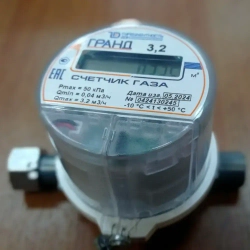 ГРАНД 3,2
м³
ЕАС
СЧЕТЧИК ГАЗА
Pmax = 50 кПа
Qmin = 0,04 м3/ч
Qmax = 3,2 м3/ч
Дата изг. 05.2024
№ 0424130245
-10 °С < t < +50 °С